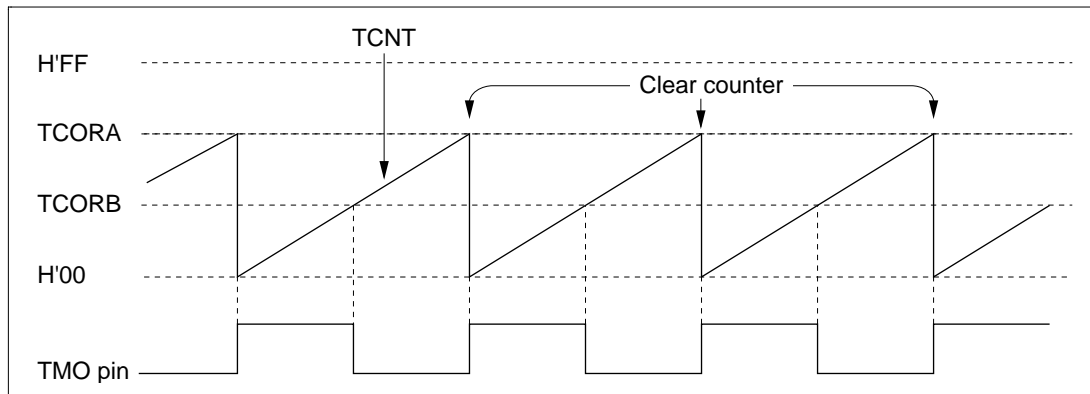 TCNT
H'FF
Clear counter
TCORA
TCORB
H'00
TMO pin